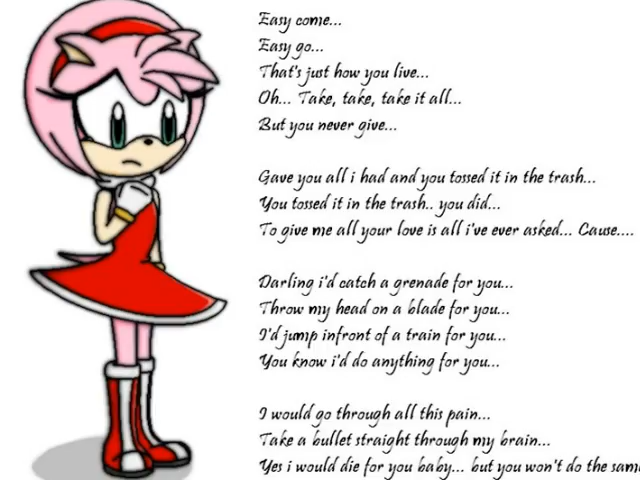 Easy come...
Easy go...
That's just how you live...
Oh... Take, take, take it all...
But you never give...
Gave you all i had and you tossed it in the trash...
You tossed it in the trash.. you did...
To give me all your love is all i've ever asked... Cause....
Darling i'd catch a grenade for you...
Throw my head on a blade for you...
I'd jump infront of a train for you...
You know i'd do anything for you...
I would go through all this pain...
Take a bullet straight through my brain...
Yes i would die for you baby... but you won't do the sam